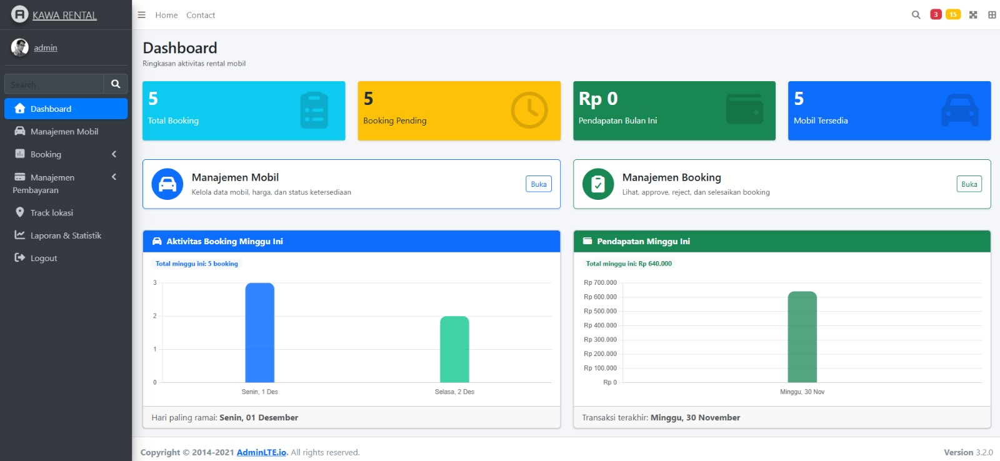 KAWA RENTAL
Home Contact
3 15
admin
Search
Dashboard
Manajemen Mobil
Booking
Manajemen
Pembayaran
Track lokasi
Laporan & Statistik
Logout
Dashboard
Ringkasan aktivitas rental mobil
5
Total Booking
5
Booking Pending
Rp 0
Pendapatan Bulan Ini
5
Mobil Tersedia
Manajemen Mobil
Kelola data mobil, harga, dan status ketersediaan
Buka
Manajemen Booking
Lihat, approve, reject, dan selesaikan booking
Buka
Aktivitas Booking Minggu Ini
Total minggu ini: 5 booking
3
2
1
0
Senin, 1 Des
Selasa, 2 Des
Hari paling ramai: Senin, 01 Desember
Pendapatan Minggu Ini
Total minggu ini: Rp 640.000
Rp 700.000
Rp 600.000
Rp 500.000
Rp 400.000
Rp 300.000
Rp 200.000
Rp 100.000
Rp 0
Minggu, 30 Nov
Transaksi terakhir: Minggu, 30 November
Copyright © 2014-2021 AdminLTE.io. All rights reserved.
Version 3.2.0